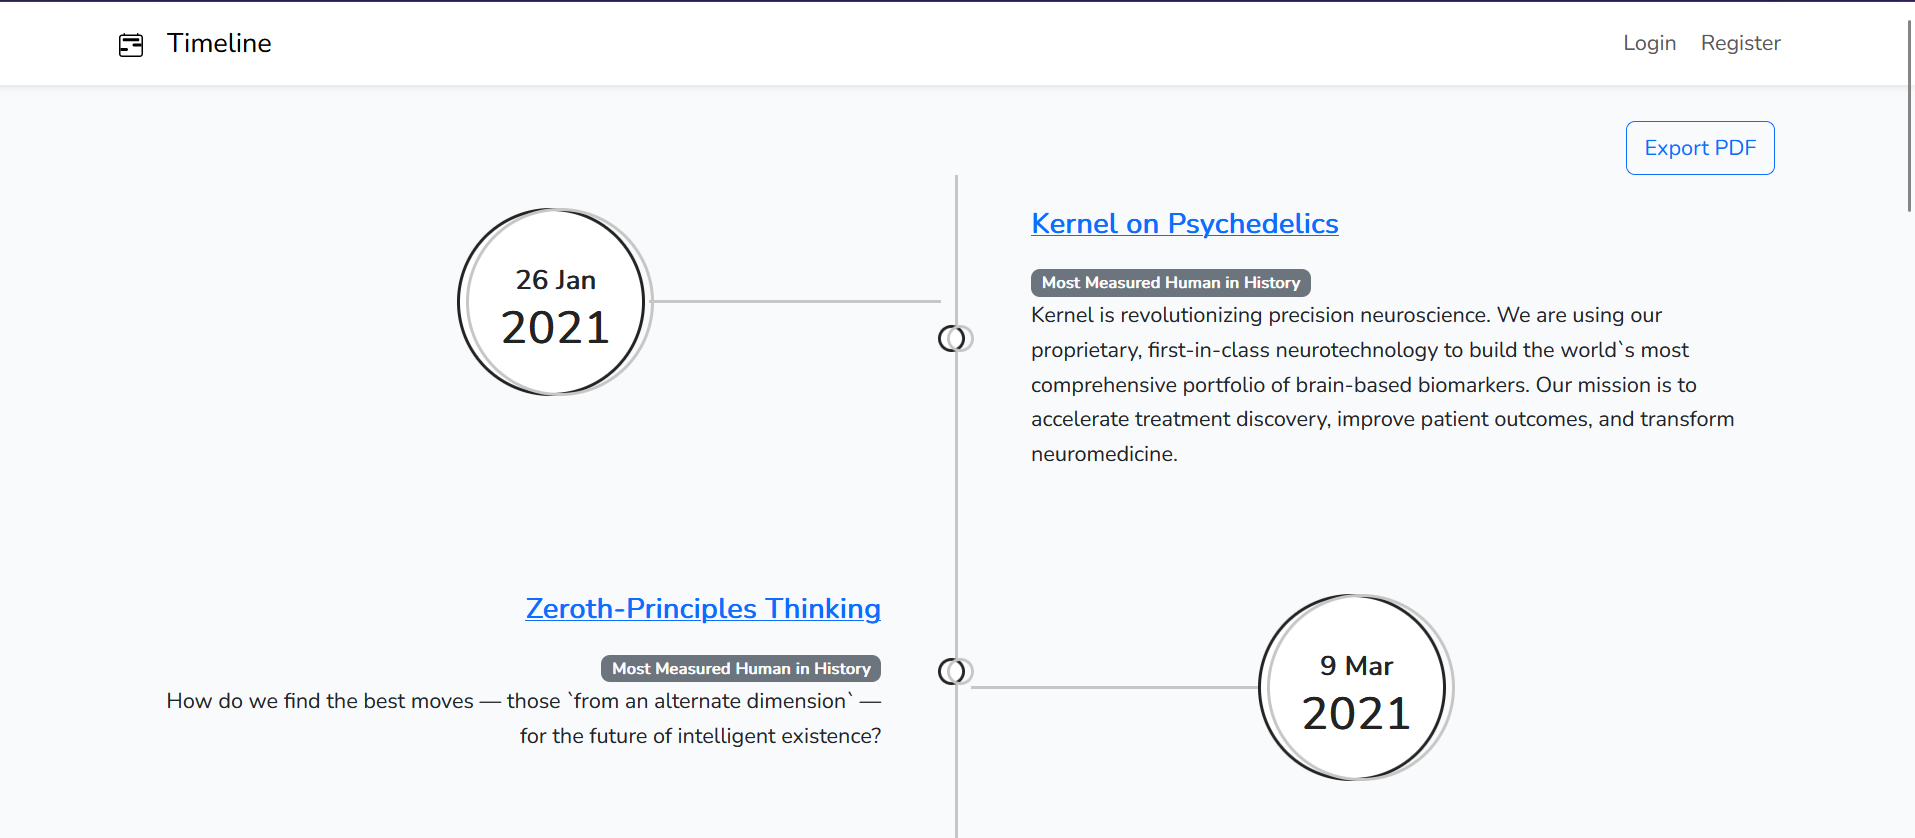 Timeline
Login Register
Export PDF
26 Jan
2021
Kernel on Psychedelics
Most Measured Human in History
Kernel is revolutionizing precision neuroscience. We are using our
proprietary, first-in-class neurotechnology to build the world`s most
comprehensive portfolio of brain-based biomarkers. Our mission is to
accelerate treatment discovery, improve patient outcomes, and transform
neuromedicine.
Zeroth-Principles Thinking
Most Measured Human in History
How do we find the best moves — those `from an alternate dimension` —
for the future of intelligent existence?
9 Mar
2021